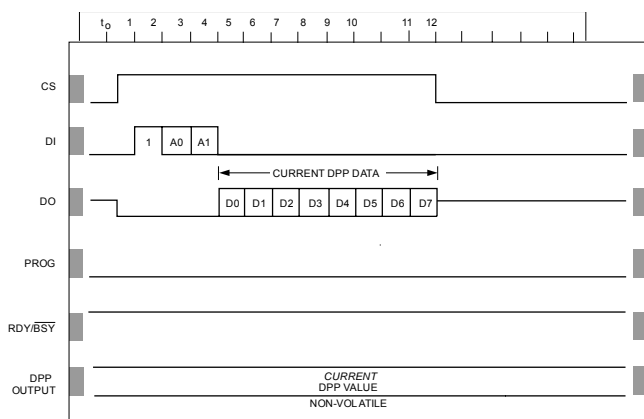 to 1 2 3 4 5 6 7 8 9 10 11 12
CS
DI 1 A0 A1
CURRENT DPP DATA
DO D0 D1 D2 D3 D4 D5 D6 D7
PROG
RDY/BSY
DPP OUTPUT
CURRENT
DPP VALUE
NON-VOLATILE